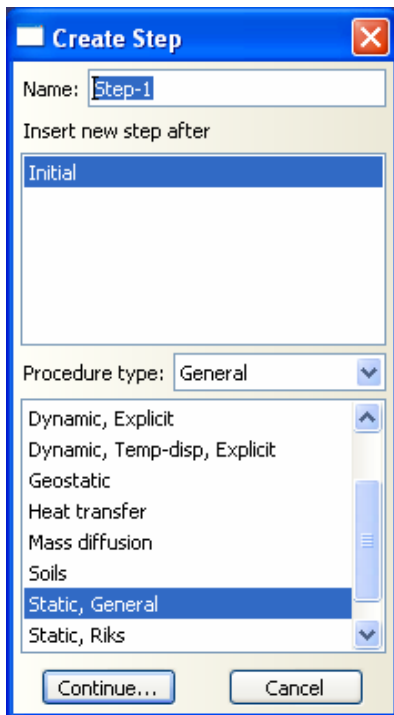 Create Step
Name: Step-1
Insert new step after
Initial
Procedure type: General
Dynamic, Explicit
Dynamic, Temp-disp, Explicit
Geostatic
Heat transfer
Mass diffusion
Soils
Static, General
Static, Riks
Continue... Cancel